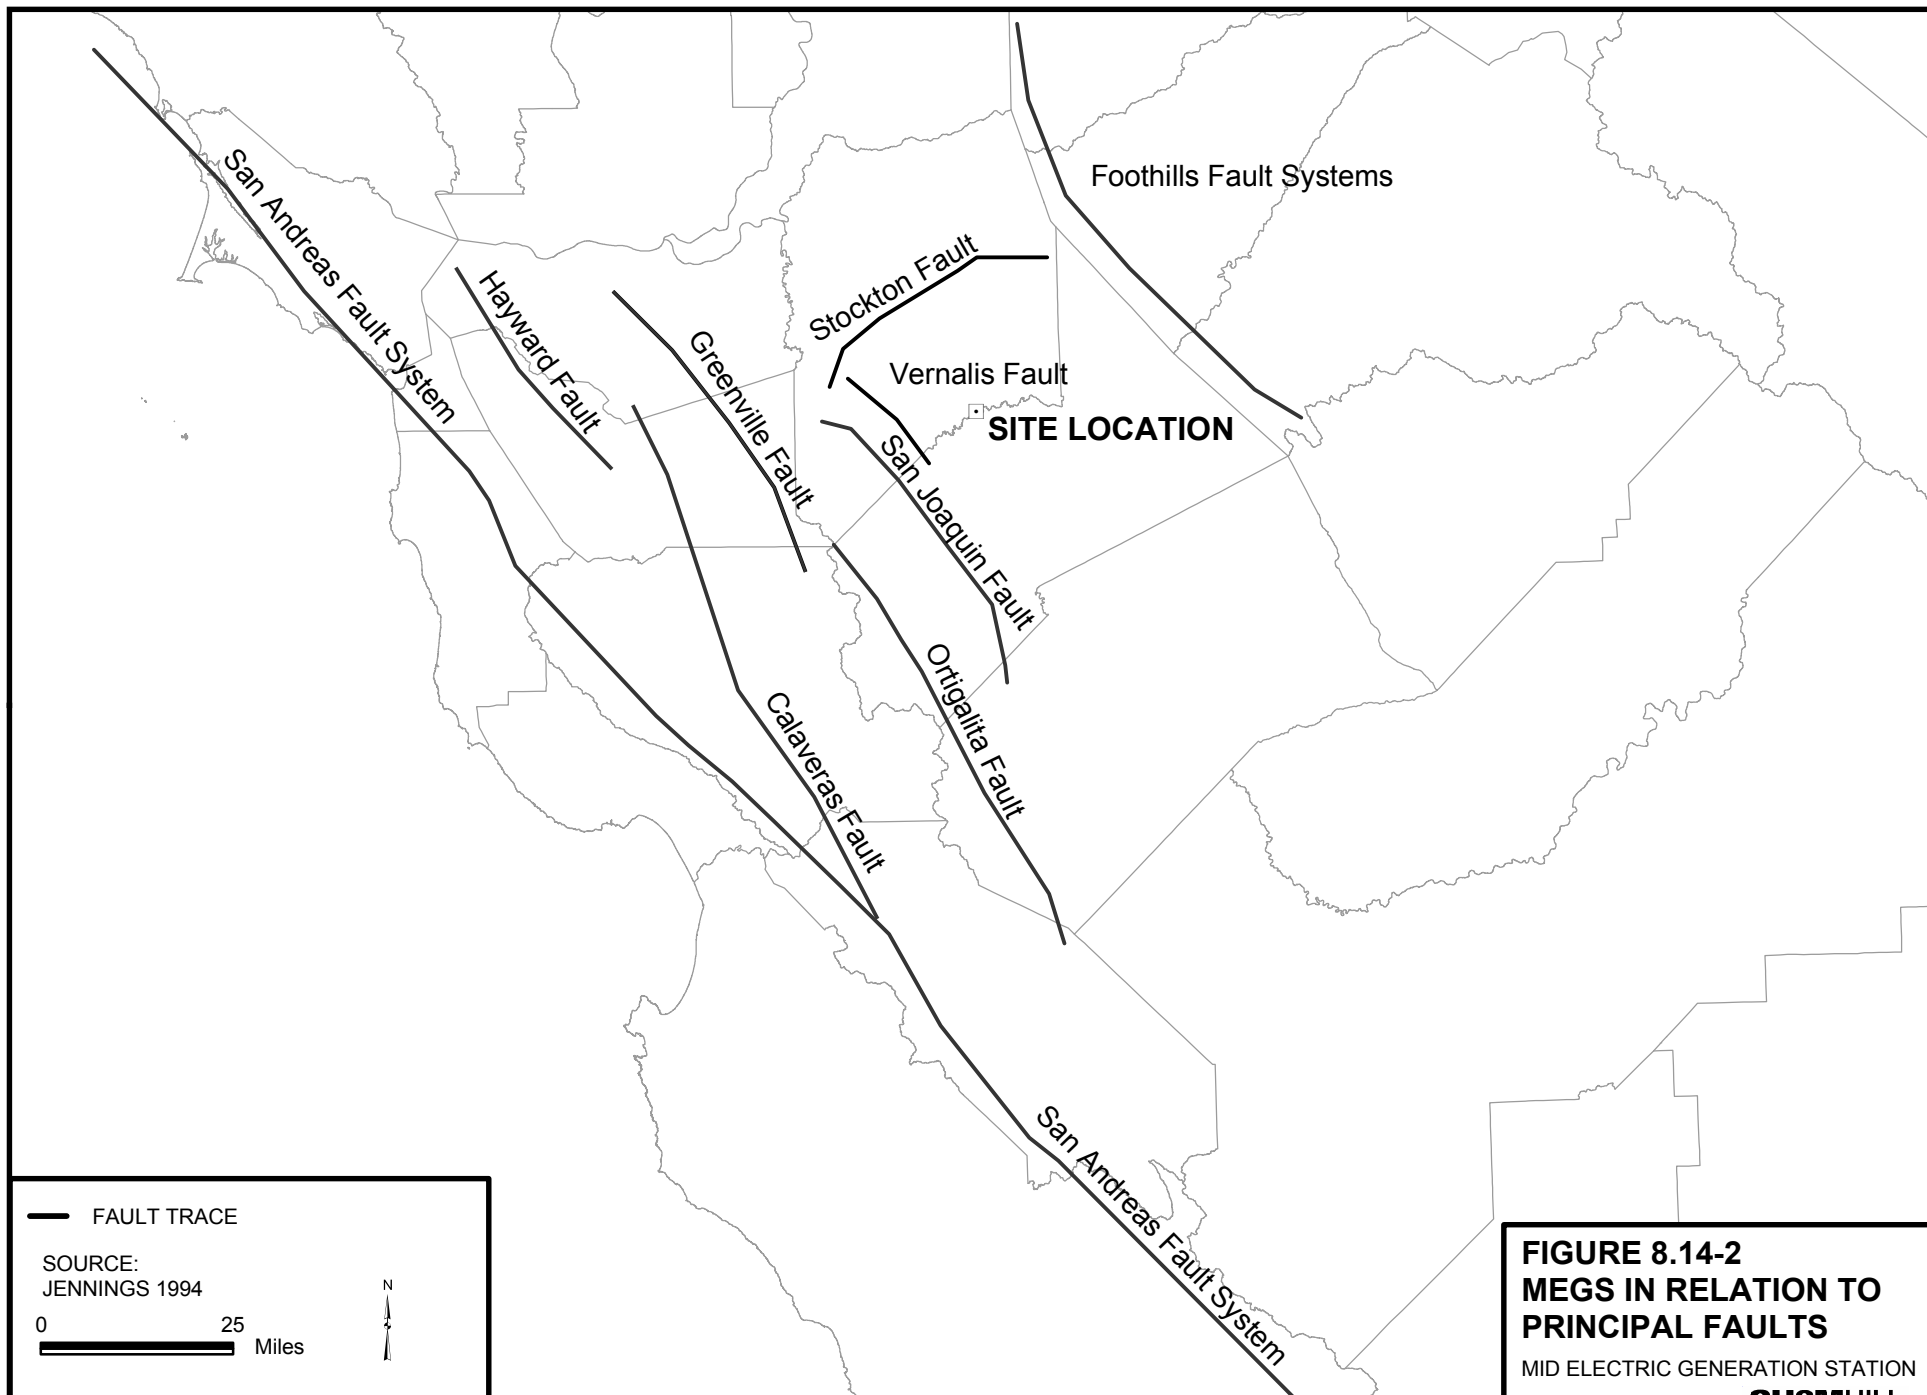 Foothills Fault Systems
San Andreas Fault System
Stockton Fault
Hayward Fault
Greenville Fault
Vernalis Fault
SITE LOCATION
San Joaquin Fault
Ortigalita Fault
Calaveras Fault
San Andreas Fault System
FAULT TRACE
SOURCE:
JENNINGS 1994
N
0 25
Miles
FIGURE 8.14-2
MEGS IN RELATION TO
PRINCIPAL FAULTS
MID ELECTRIC GENERATION STATION